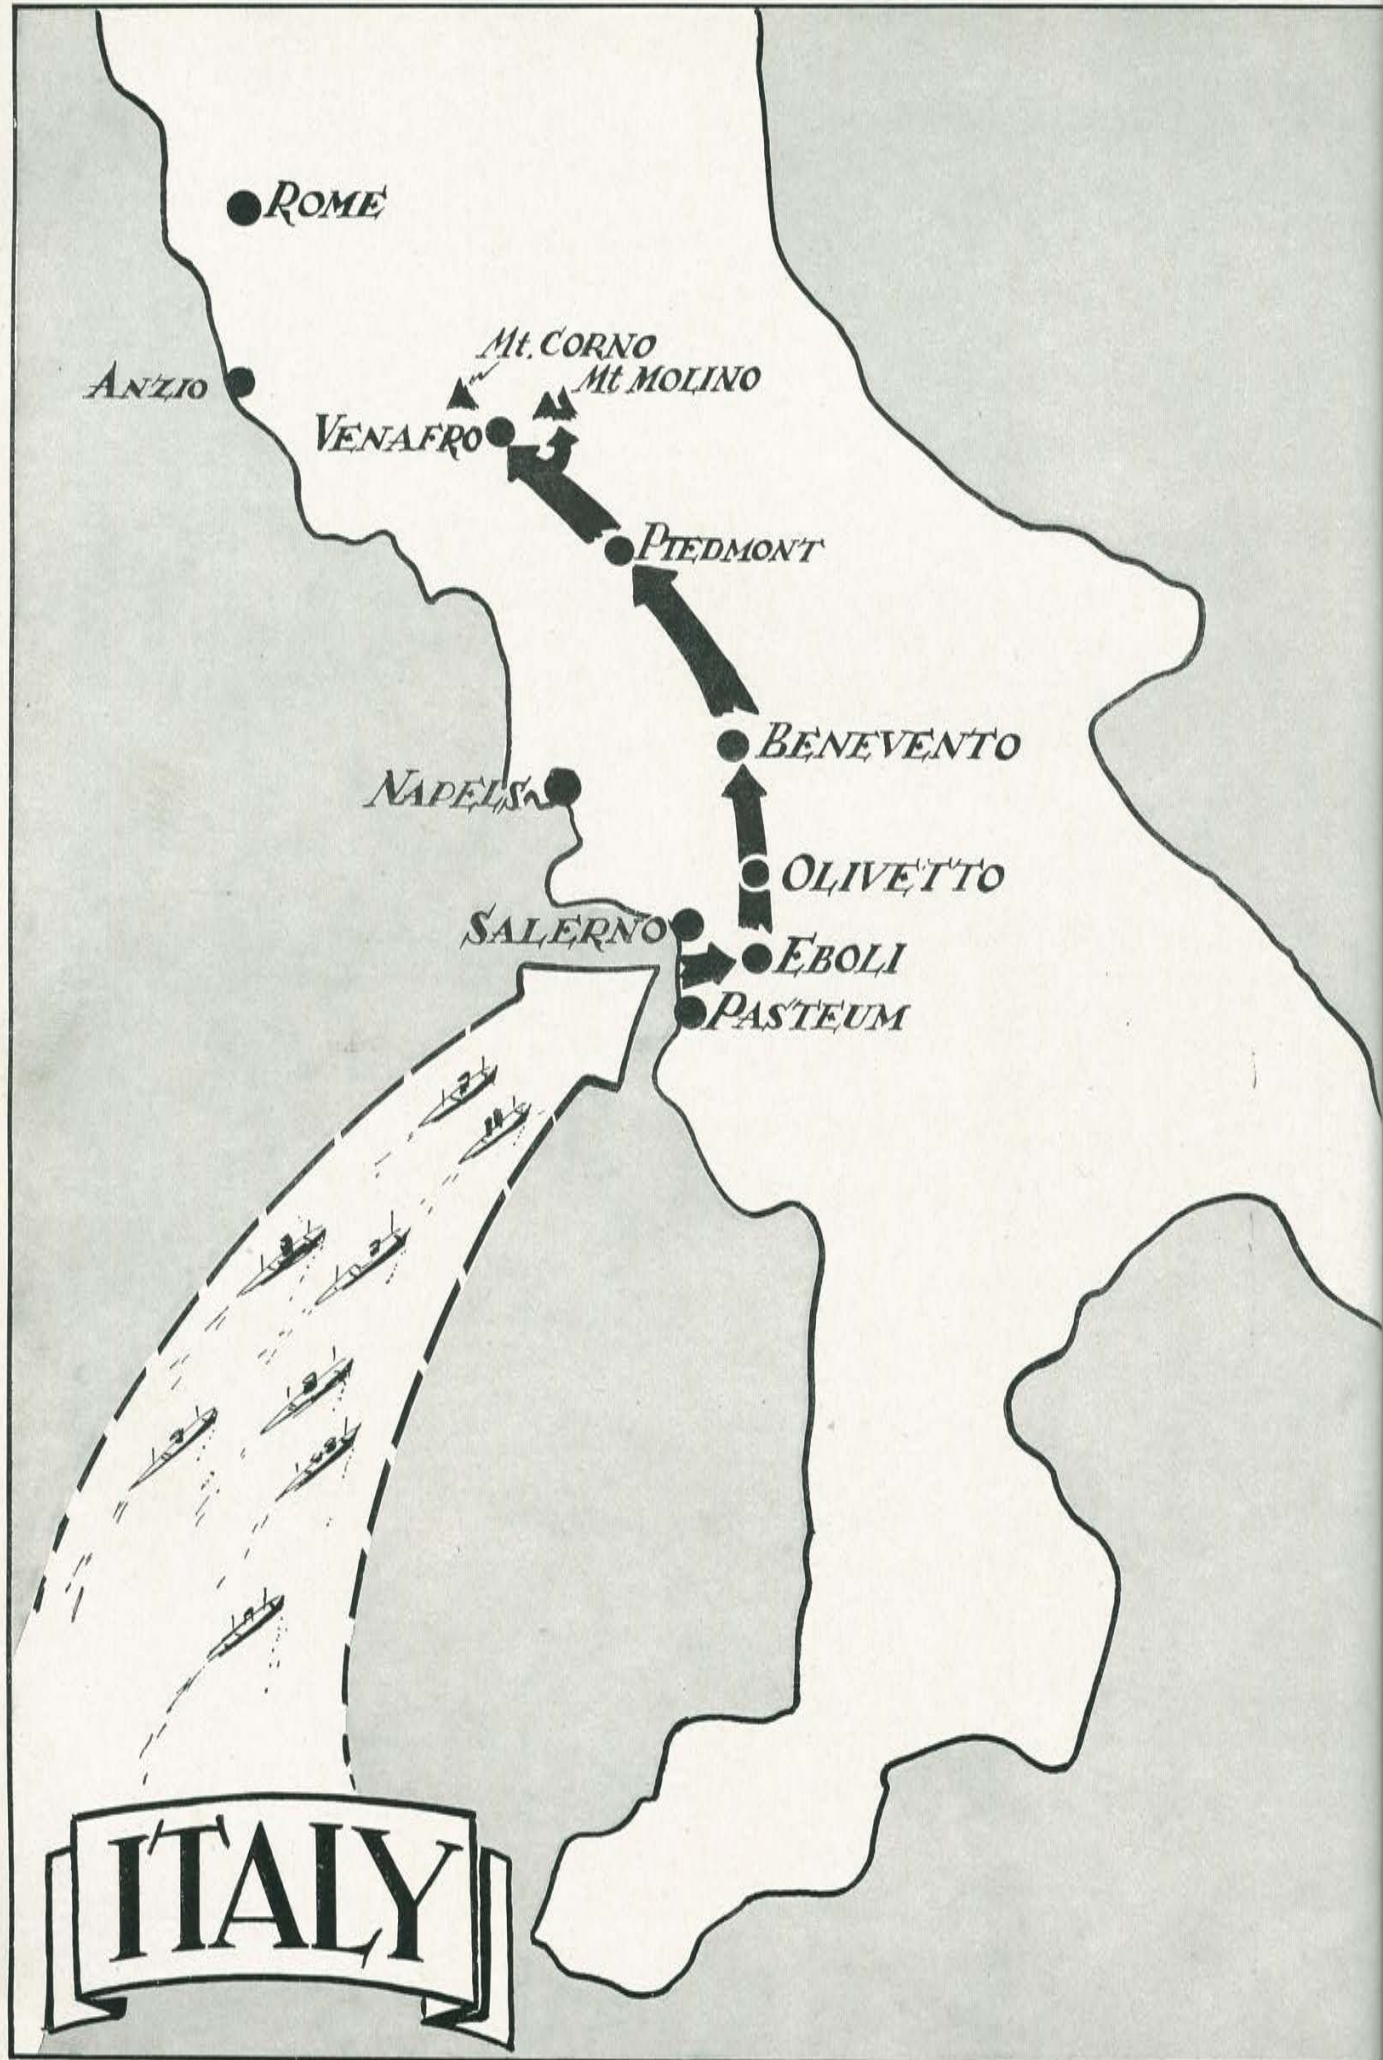 ROME
Mt. CORNO
Mt MOLINO
ANZIO
VENAFRO
PIEDMONT
BENEVENTO
NAPELS
OLIVETTO
SALERNO
EBOLI
PASTEUM
ITALY